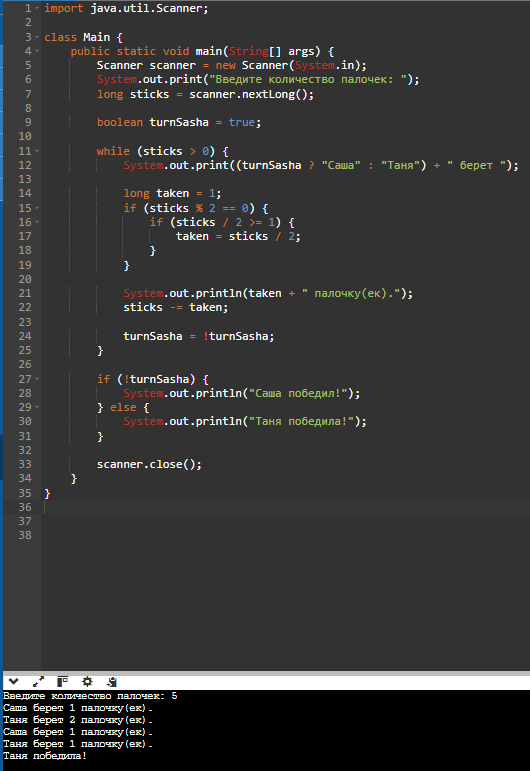 1 import java.util.Scanner;
2
3 class Main {
4 public static void main(String[] args) {
5 Scanner scanner = new Scanner(System.in);
6 System.out.print("Введите количество палочек: ");
7 long sticks = scanner.nextLong();
8
9 boolean turnSasha = true;
10
11 while (sticks > 0) {
12 System.out.print((turnSasha ? "Саша" : "Таня") + " берет ");
13
14 long taken = 1;
15 if (sticks % 2 == 0) {
16 if (sticks / 2 >= 1) {
17 taken = sticks / 2;
18 }
19 }
20
21 System.out.println(taken + " палочку(ек).");
22 sticks -= taken;
23
24 turnSasha = !turnSasha;
25 }
26
27 if (!turnSasha) {
28 System.out.println("Саша победил!");
29 } else {
30 System.out.println("Таня победила!");
31 }
32
33 scanner.close();
34 }
35 }
36
37
38
Введите количество палочек: 5
Саша берет 1 палочку(ек).
Таня берет 2 палочку(ек).
Саша берет 1 палочку(ек).
Таня берет 1 палочку(ек).
Таня победила!